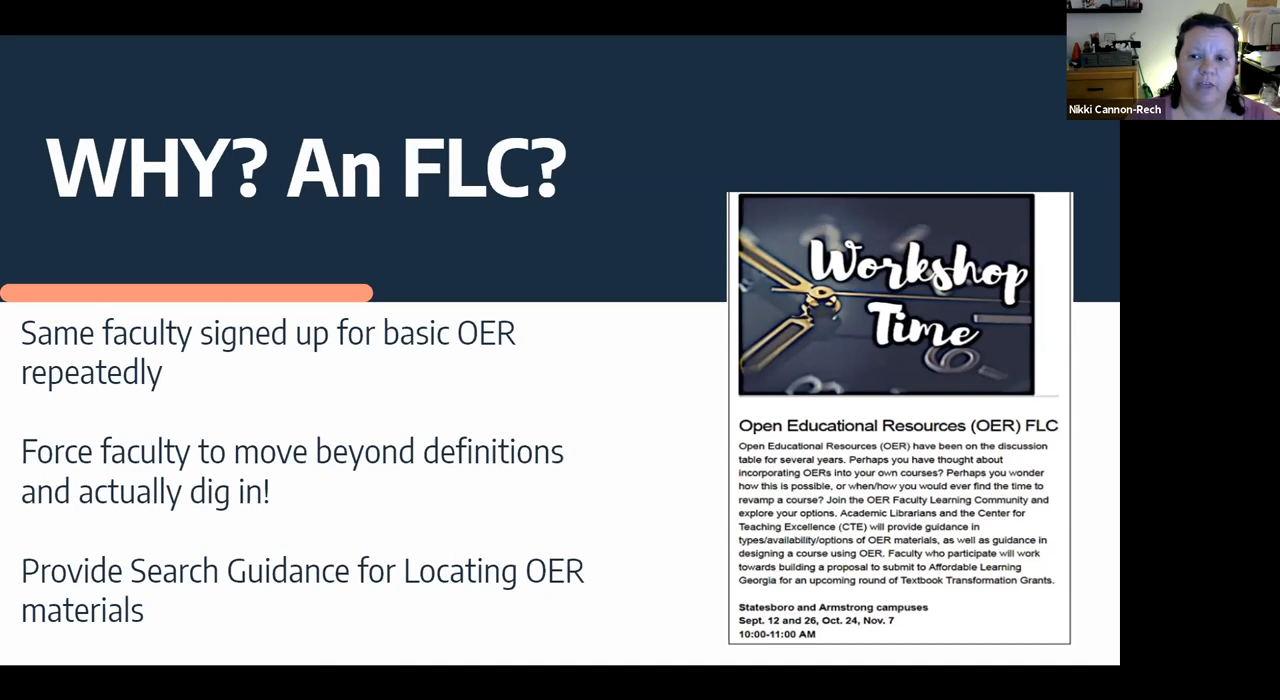 Nikki Cannon-Rech
WHY? An FLC?
Same faculty signed up for basic OER
repeatedly
Force faculty to move beyond definitions
and actually dig in!
Provide Search Guidance for Locating OER
materials
Workshop
Time
Open Educational Resources (OER) FLC
Open Educational Resources (OER) have been on the discussion
table for several years. Perhaps you have thought about
incorporating OERs into your own courses? Perhaps you wonder
how this is possible, or when/how you would ever find the time to
revamp a course? Join the OER Faculty Learning Community and
explore your options. Academic Librarians and the Center for
Teaching Excellence (CTE) will provide guidance in
types/availability/options of OER materials, as well as guidance in
designing a course using OER. Faculty who participate will work
towards building a proposal to submit to Affordable Learning
Georgia for an upcoming round of Textbook Transformation Grants.
Statesboro and Armstrong campuses
Sept. 12 and 26, Oct. 24, Nov. 7
10:00-11:00 AM